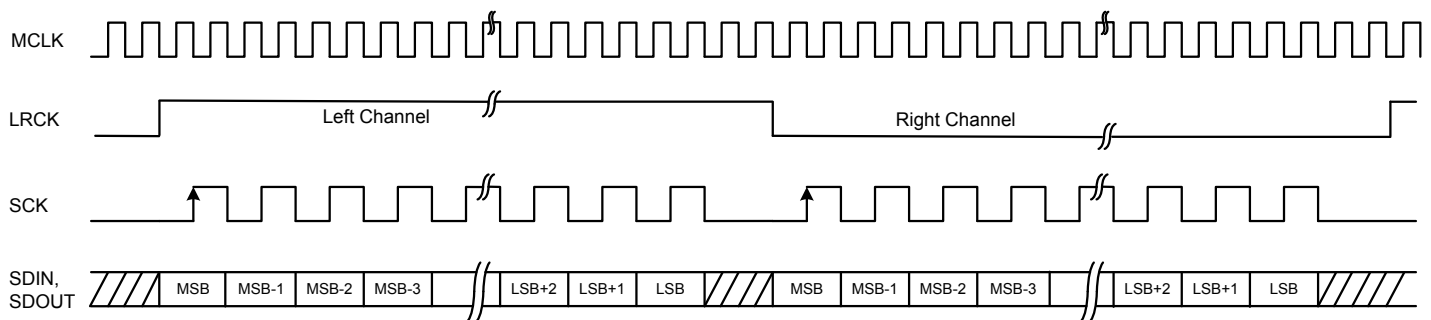 MCLK
LRCK
Left Channel
Right Channel
SCK
SDIN,
SDOUT
MSB MSB-1 MSB-2 MSB-3 LSB+2 LSB+1 LSB MSB MSB-1 MSB-2 MSB-3 LSB+2 LSB+1 LSB